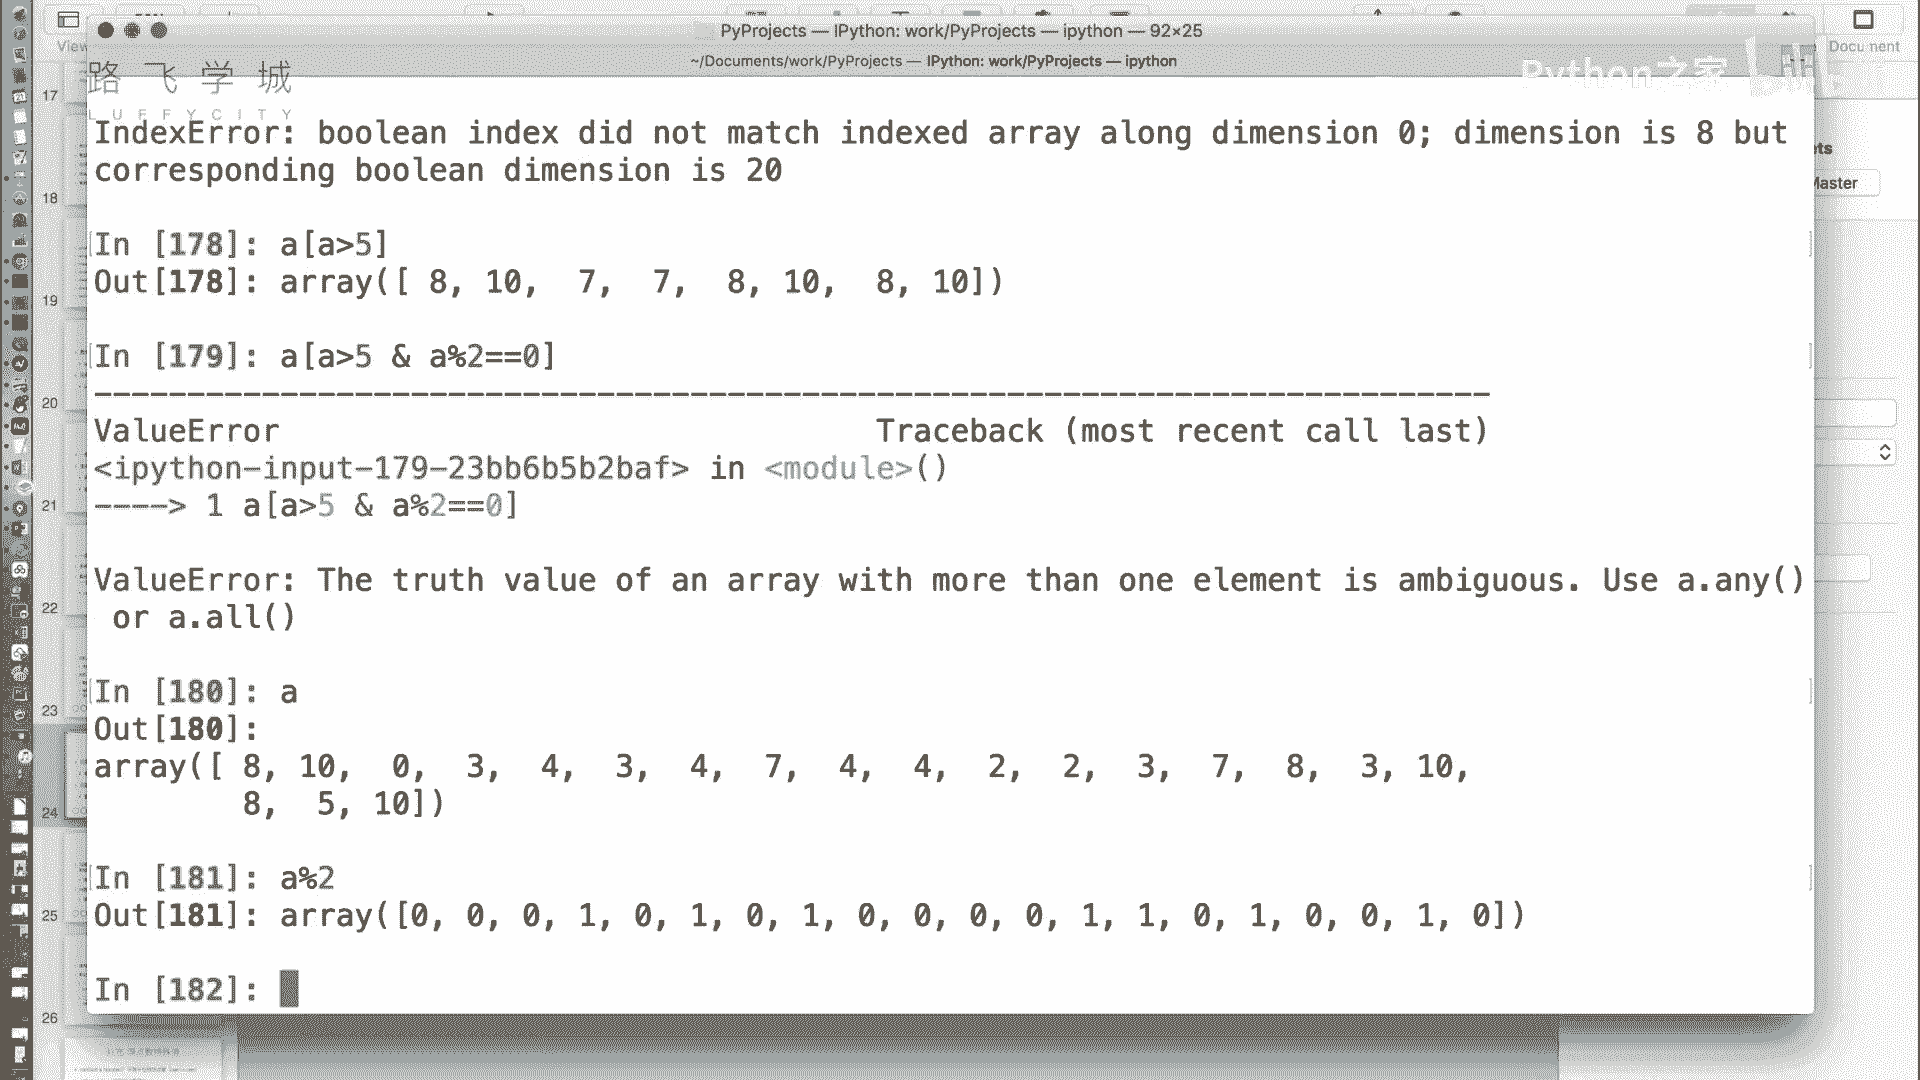 PyProjects — IPython: work/PyProjects — ipython — 92×25
~/Documents/work/PyProjects — IPython: work/PyProjects — ipython
View
Document
路飞学城
LUFFYCITY
Python之家
IndexError: boolean index did not match indexed array along dimension 0; dimension is 8 but
corresponding boolean dimension is 20
In [178]: a[a>5]
Out[178]: array([ 8, 10,  7,  7,  8, 10,  8, 10])
In [179]: a[a>5 & a%2==0]
---------------------------------------------------------------------------
ValueError                                Traceback (most recent call last)
<ipython-input-179-23bb6b5b2baf> in <module>()
----> 1 a[a>5 & a%2==0]
ValueError: The truth value of an array with more than one element is ambiguous. Use a.any()
 or a.all()
In [180]: a
Out[180]:
array([ 8, 10,  0,  3,  4,  3,  4,  7,  4,  4,  2,  2,  3,  7,  8,  3, 10,
        8,  5, 10])
In [181]: a%2
Out[181]: array([0, 0, 0, 1, 0, 1, 0, 1, 0, 0, 0, 0, 1, 1, 0, 1, 0, 0, 1, 0])
In [182]:
17
18
19
20
21
22
23
24
25
26